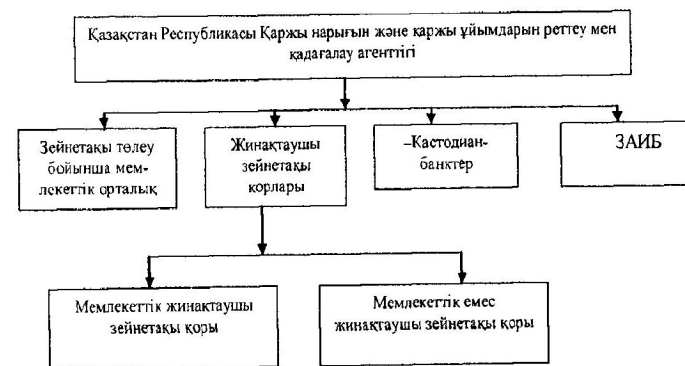 Қазақстан Республикасы Қаржы нарығын және қаржы ұйымдарын реттеу мен
қадағалау агенттігі
Зейнетақы төлеу
бойынша мем-
лекеттік орталық
Жинақтаушы
зейнетақы
қорлары
–Кастодиан-
банктер
ЗАИБ
Мемлекеттік жинақтаушы
зейнетақы қоры
Мемлекеттік емес
жинақтаушы зейнетақы қоры